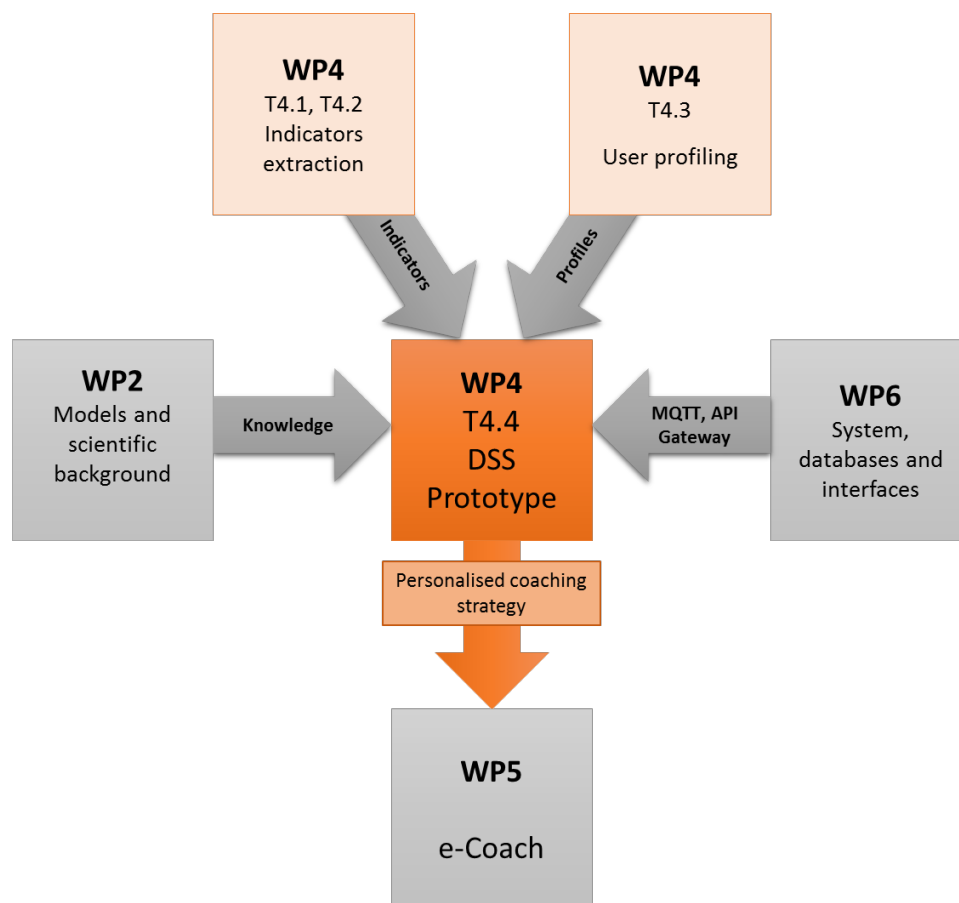 WP4
T4.1, T4.2
Indicators
extraction
WP4
T4.3
User profiling
Indicators
Profiles
WP2
Models and
scientific
background
Knowledge
WP4
T4.4
DSS
Prototype
MQTT, API
Gateway
WP6
System,
databases and
interfaces
Personalised coaching
strategy
WP5
e-Coach